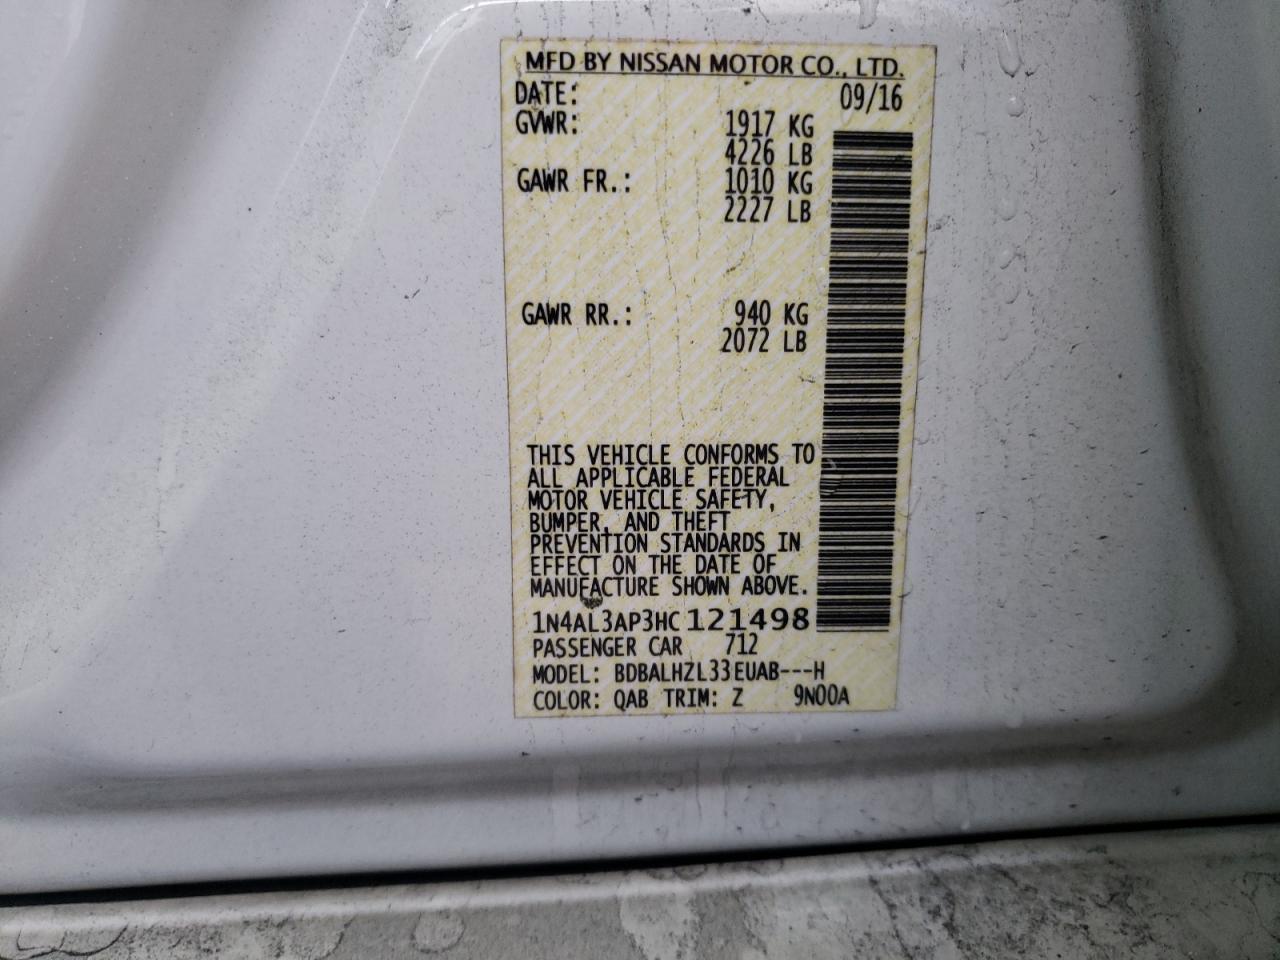 MFD BY NISSAN MOTOR CO., LTD.
DATE: 09/16
GVWR: 1917 KG
4226 LB
GAWR FR.: 1010 KG
2227 LB
GAWR RR.: 940 KG
2072 LB
THIS VEHICLE CONFORMS TO
ALL APPLICABLE FEDERAL
MOTOR VEHICLE SAFETY,
BUMPER, AND THEFT
PREVENTION STANDARDS IN
EFFECT ON THE DATE OF
MANUFACTURE SHOWN ABOVE.
1N4AL3AP3HC121498
PASSENGER CAR 712
MODEL: BDBALHZL33EUAB---H
COLOR: QAB TRIM: Z 9N00A